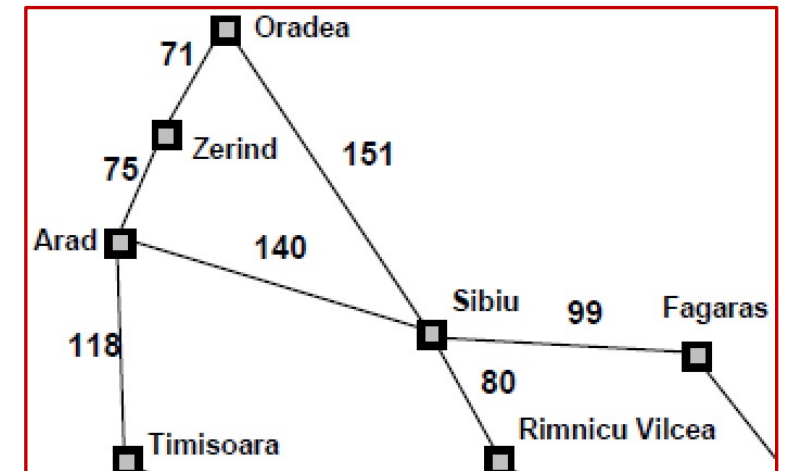 Oradea
71
Zerind
151
75
Arad
140
Sibiu
99
Fagaras
118
80
Rimnicu Vilcea
Timisoara